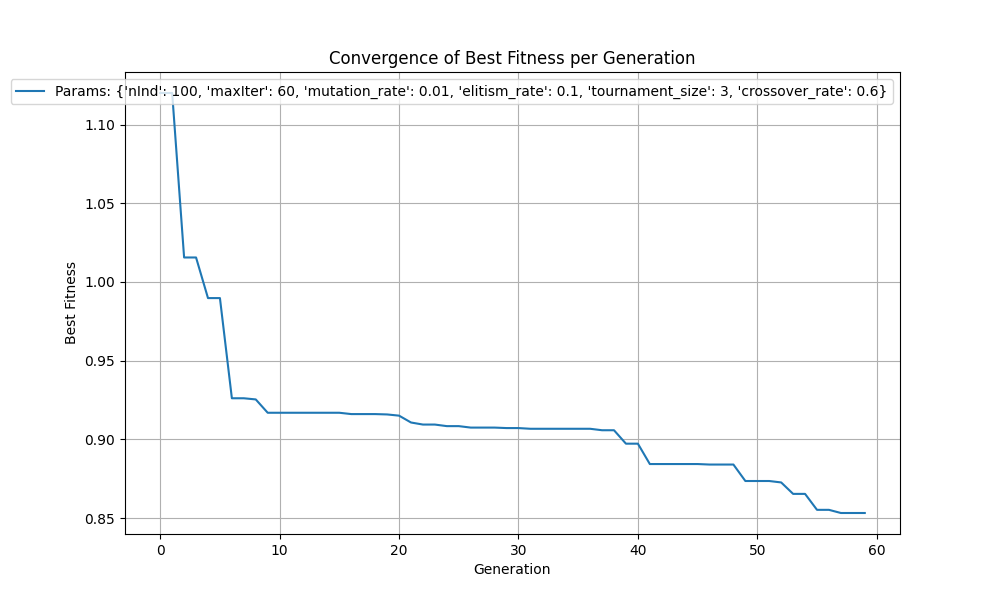 Convergence of Best Fitness per Generation
Params: {'nInd': 100, 'maxIter': 60, 'mutation_rate': 0.01, 'elitism_rate': 0.1, 'tournament_size': 3, 'crossover_rate': 0.6}
1.10
1.05
1.00
0.95
0.90
0.85
Best Fitness
0 10 20 30 40 50 60
Generation